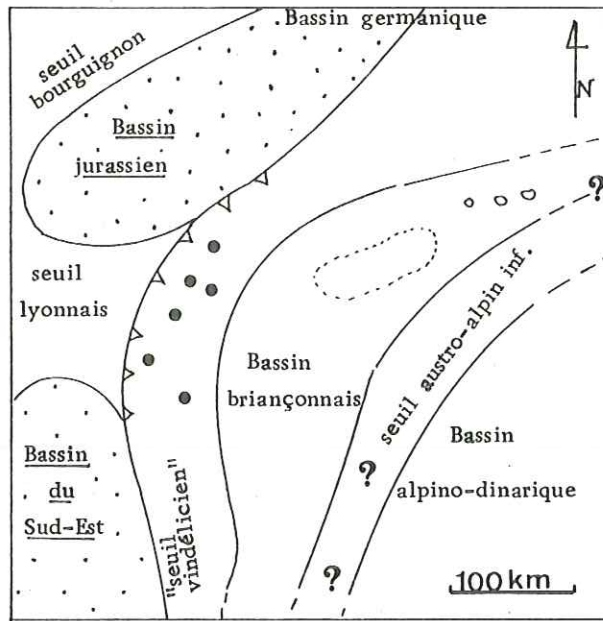 Bassin germanique
seuil
bourguignon
N
Bassin
jurassien
?
seuil
lyonnais
seuil austro-alpin inf.
Bassin
briançonnais
Bassin
alpino-dinarique
Bassin
du
Sud-Est
"seuil
vindélicien"
?
?
100 km